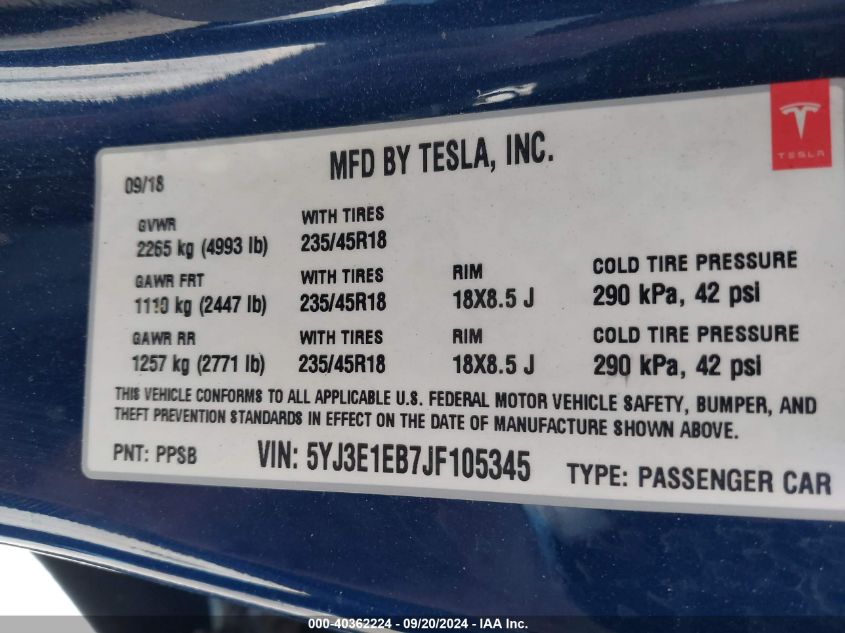 MFD BY TESLA, INC.
TESLA
09/18
GVWR
2265 kg (4993 lb)
WITH TIRES
235/45R18
GAWR FRT
1110 kg (2447 lb)
WITH TIRES
235/45R18
RIM
18X8.5 J
COLD TIRE PRESSURE
290 kPa, 42 psi
GAWR RR
1257 kg (2771 lb)
WITH TIRES
235/45R18
RIM
18X8.5 J
COLD TIRE PRESSURE
290 kPa, 42 psi
THIS VEHICLE CONFORMS TO ALL APPLICABLE U.S. FEDERAL MOTOR VEHICLE SAFETY, BUMPER, AND
THEFT PREVENTION STANDARDS IN EFFECT ON THE DATE OF MANUFACTURE SHOWN ABOVE.
PNT: PPSB
VIN: 5YJ3E1EB7JF105345
TYPE: PASSENGER CAR
000-40362224 - 09/20/2024 - IAA Inc.